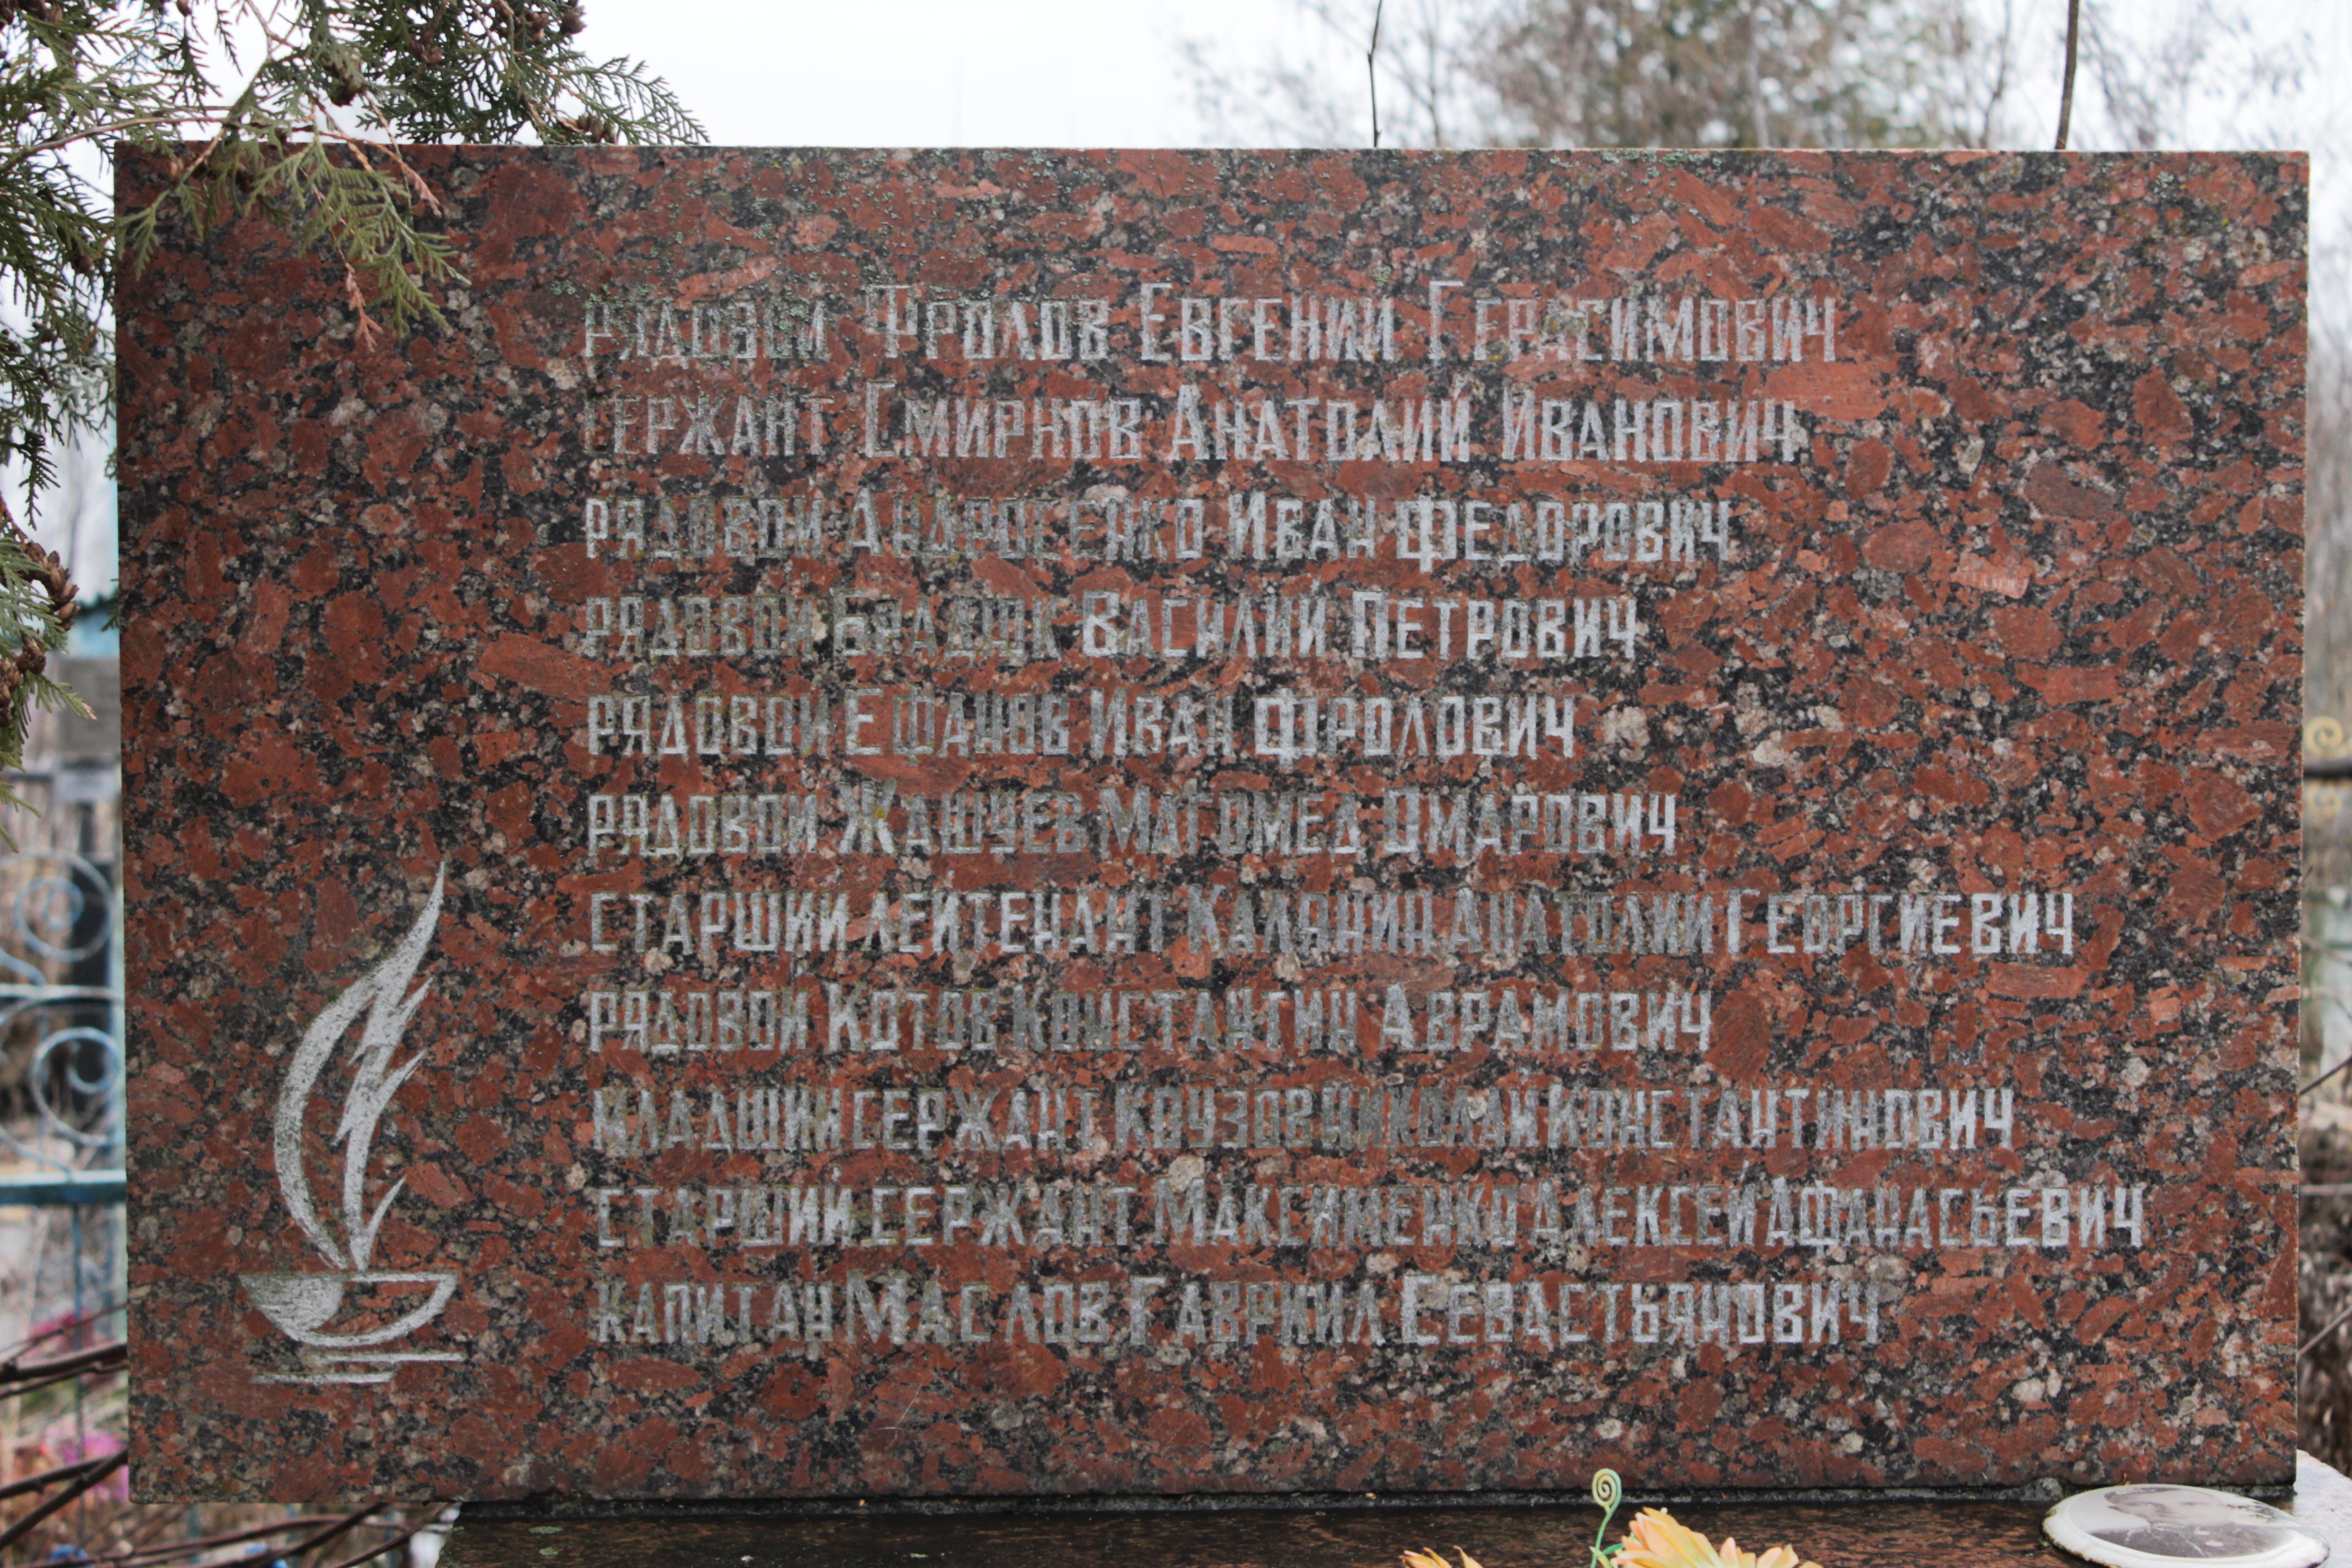 рядовой Фролов Евгений Герасимович
сержант Смирнов Анатолий Иванович
рядовой Андросенко Иван Федорович
рядовой Брадюк Василий Петрович
рядовой Ефанов Иван Фролович
рядовой Жашуев Магомед Омарович
старший лейтенант Калянин Анатолий Георгиевич
рядовой Котов Константин Аврамович
младший сержант Николай Константинович
старший сержант Максименко Алексей Афанасьевич
капитан Маслов Гавриил Севастьянович